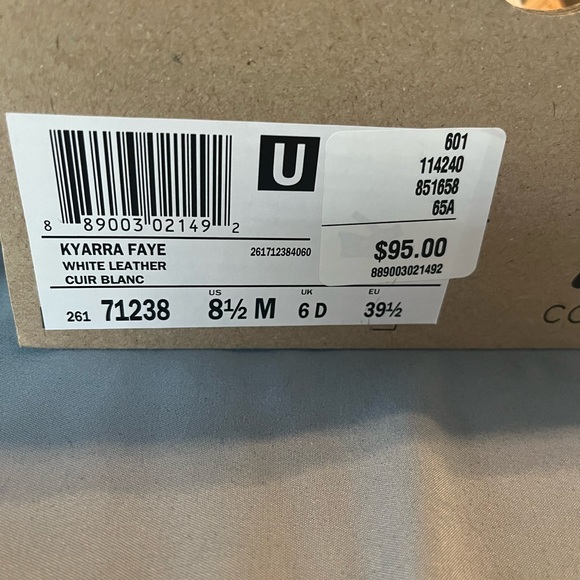 8 89003 02149 2
U
KYARRA FAYE 261712384060
WHITE LEATHER
CUIR BLANC
US UK EU
261 71238 8½ M 6 D 39½
601
114240
851658
65A
$95.00
889003021492